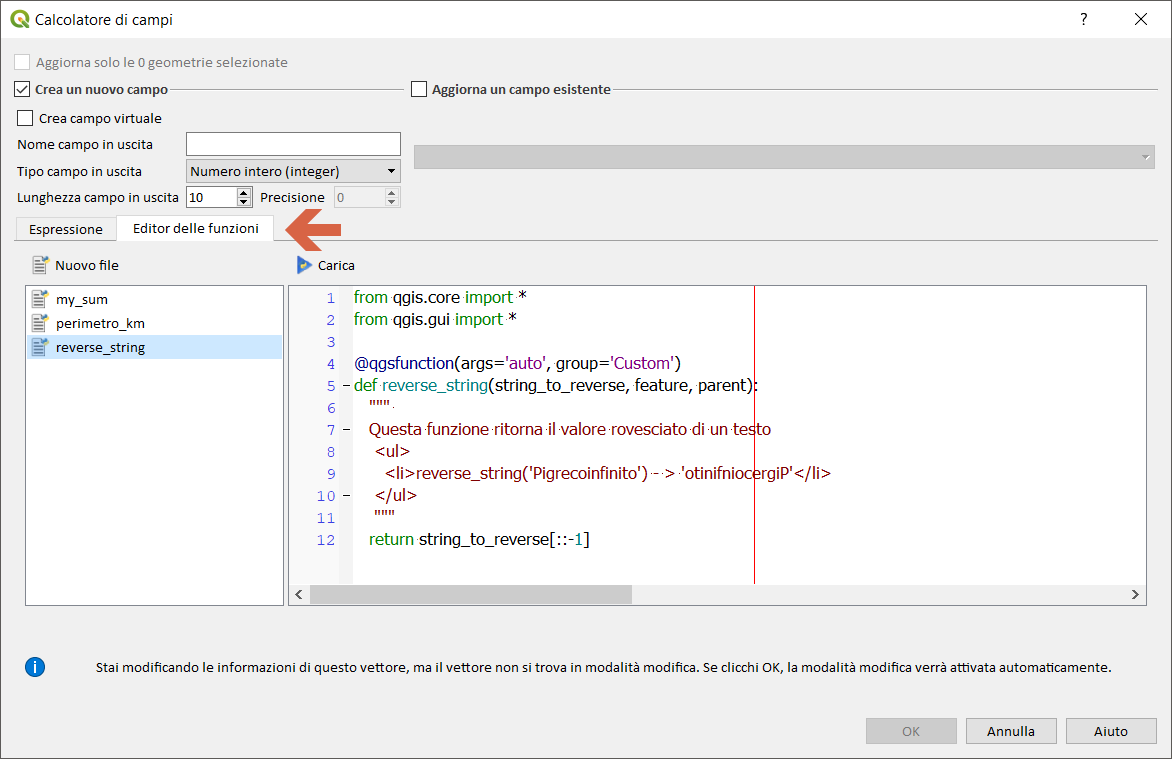 Calcolatore di campi
?
Aggiorna solo le 0 geometrie selezionate
Crea un nuovo campo
Aggiorna un campo esistente
Crea campo virtuale
Nome campo in uscita
Tipo campo in uscita
Numero intero (integer)
Lunghezza campo in uscita
10
Precisione
0
Espressione
Editor delle funzioni
Nuovo file
Carica
my_sum
perimetro_km
reverse_string
1 from qgis.core import *
2 from qgis.gui import *
3
4 @qgsfunction(args='auto', group='Custom')
5 def reverse_string(string_to_reverse, feature, parent):
6 """
7 Questa funzione ritorna il valore rovesciato di un testo
8 <ul>
9 <li>reverse_string('Pigrecoinfinito') -> 'otinifniocergiP'</li>
10 </ul>
11 """
12 return string_to_reverse[::-1]
Stai modificando le informazioni di questo vettore, ma il vettore non si trova in modalità modifica. Se clicchi OK, la modalità modifica verrà attivata automaticamente.
OK
Annulla
Aiuto